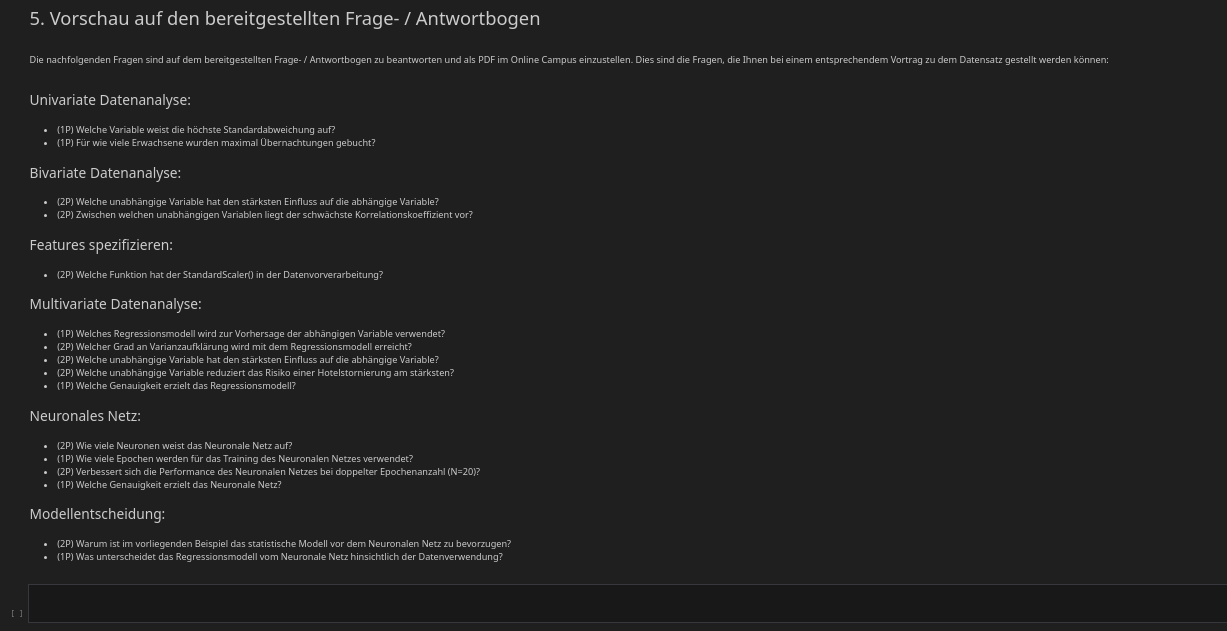 5. Vorschau auf den bereitgestellten Frage- / Antwortbogen
Die nachfolgenden Fragen sind auf dem bereitgestellten Frage- / Antwortbogen zu beantworten und als PDF im Online Campus einzustellen. Dies sind die Fragen, die Ihnen bei einem entsprechendem Vortrag zu dem Datensatz gestellt werden können:
Univariate Datenanalyse:
• (1P) Welche Variable weist die höchste Standardabweichung auf?
• (1P) Für wie viele Erwachsene wurden maximal Übernachtungen gebucht?
Bivariate Datenanalyse:
• (2P) Welche unabhängige Variable hat den stärksten Einfluss auf die abhängige Variable?
• (2P) Zwischen welchen unabhängigen Variablen liegt der schwächste Korrelationskoeffizient vor?
Features spezifizieren:
• (2P) Welche Funktion hat der StandardScaler() in der Datenvorverarbeitung?
Multivariate Datenanalyse:
• (1P) Welches Regressionsmodell wird zur Vorhersage der abhängigen Variable verwendet?
• (2P) Welcher Grad an Varianzaufklärung wird mit dem Regressionsmodell erreicht?
• (2P) Welche unabhängige Variable hat den stärksten Einfluss auf die abhängige Variable?
• (2P) Welche unabhängige Variable reduziert das Risiko einer Hotelstornierung am stärksten?
• (1P) Welche Genauigkeit erzielt das Regressionsmodell?
Neuronales Netz:
• (2P) Wie viele Neuronen weist das Neuronale Netz auf?
• (1P) Wie viele Epochen werden für das Training des Neuronalen Netzes verwendet?
• (2P) Verbessert sich die Performance des Neuronalen Netzes bei doppelter Epochenanzahl (N=20)?
• (1P) Welche Genauigkeit erzielt das Neuronale Netz?
Modellentscheidung:
• (2P) Warum ist im vorliegenden Beispiel das statistische Modell vor dem Neuronalen Netz zu bevorzugen?
• (1P) Was unterscheidet das Regressionsmodell vom Neuronale Netz hinsichtlich der Datenverwendung?
[ ]